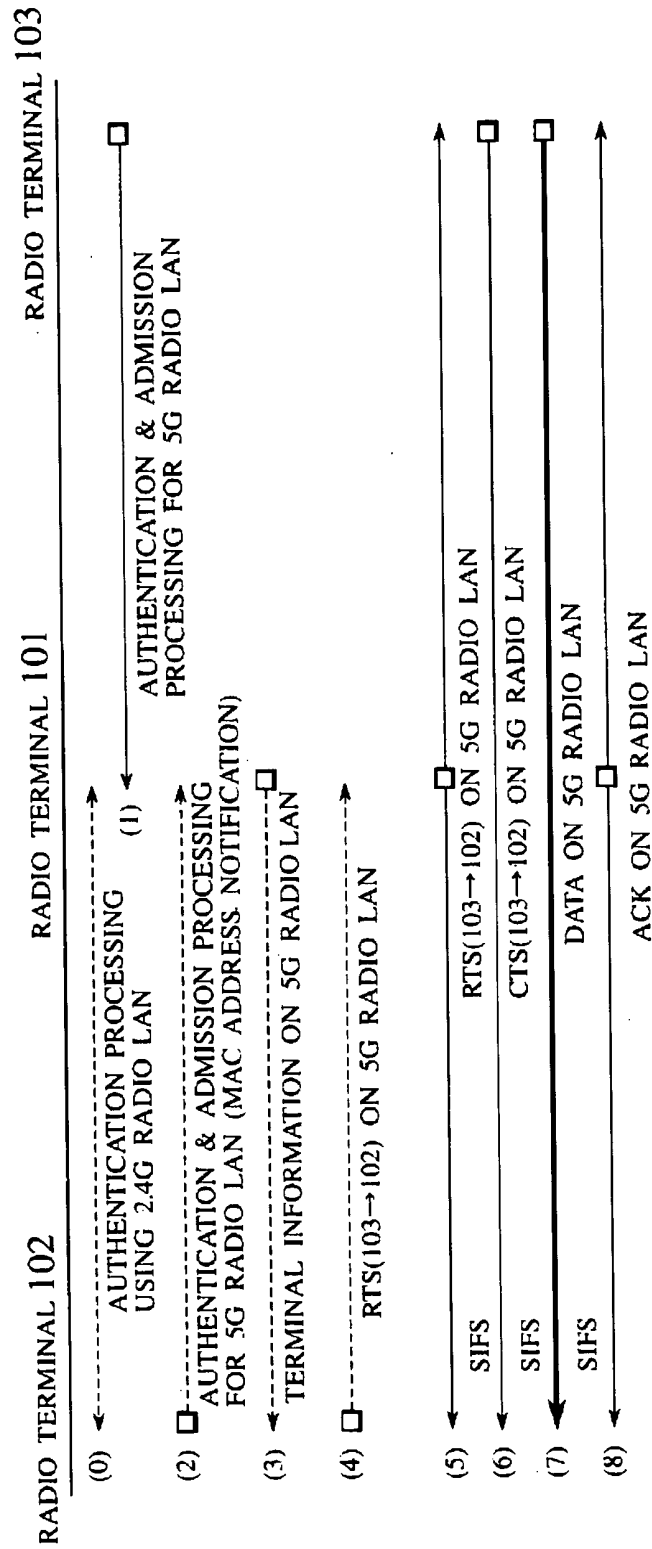 RADIO TERMINAL 102
RADIO TERMINAL 101
RADIO TERMINAL 103
(0)
AUTHENTICATION PROCESSING
USING 2.4G RADIO LAN
(1)
AUTHENTICATION & ADMISSION
PROCESSING FOR 5G RADIO LAN
(2)
AUTHENTICATION & ADMISSION PROCESSING
FOR 5G RADIO LAN (MAC ADDRESS NOTIFICATION)
(3)
TERMINAL INFORMATION ON 5G RADIO LAN
(4)
RTS(103→102) ON 5G RADIO LAN
(5)
SIFS
RTS(103→102) ON 5G RADIO LAN
(6)
SIFS
CTS(103→102) ON 5G RADIO LAN
(7)
SIFS
DATA ON 5G RADIO LAN
(8)
ACK ON 5G RADIO LAN